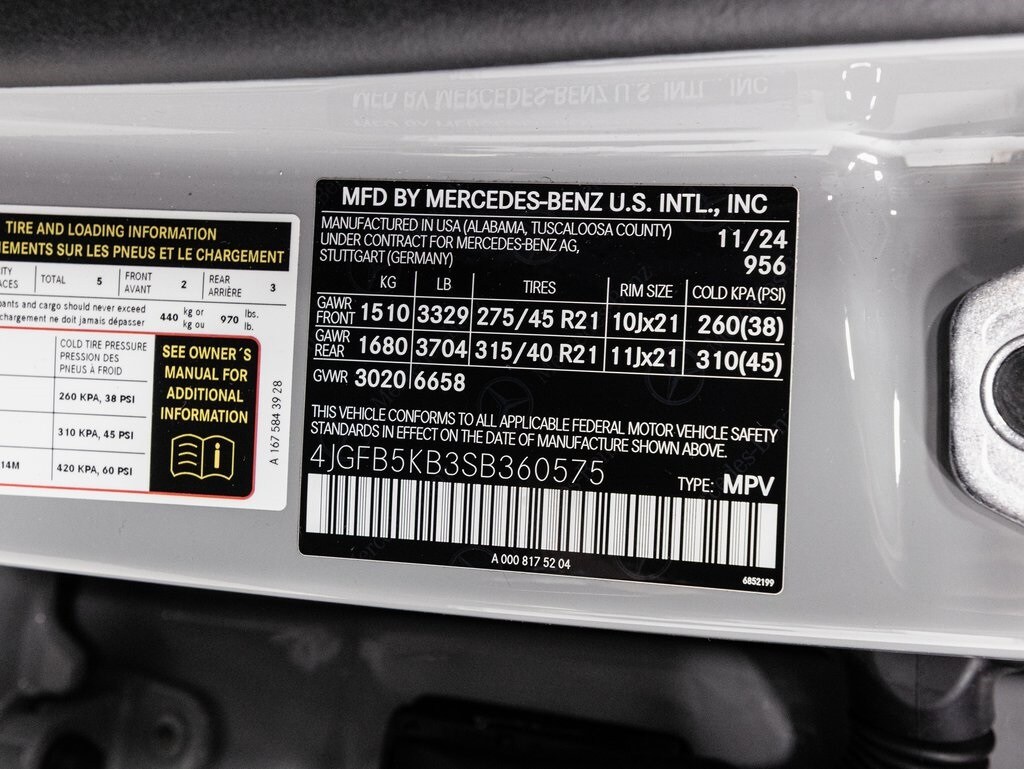 TIRE AND LOADING INFORMATION
SUR LES PNEUS ET LE CHARGEMENT
TOTAL 5 FRONT AVANT 2 REAR ARRIÈRE 3
and cargo should never exceed 440 kg or 970 lbs.
chargement ne doit jamais dépasser kg ou lb.
COLD TIRE PRESSURE
PRESSION DES
PNEUS À FROID
260 KPA, 38 PSI
310 KPA, 45 PSI
420 KPA, 60 PSI
SEE OWNER´S
MANUAL FOR
ADDITIONAL
INFORMATION
A 167 584 39 28
MFD BY MERCEDES-BENZ U.S. INTL., INC
MANUFACTURED IN USA (ALABAMA, TUSCALOOSA COUNTY)
UNDER CONTRACT FOR MERCEDES-BENZ AG,
STUTTGART (GERMANY)
11/24
956
KG LB TIRES RIM SIZE COLD KPA (PSI)
GAWR FRONT 1510 3329 275/45 R21 10Jx21 260(38)
GAWR REAR 1680 3704 315/40 R21 11Jx21 310(45)
GVWR 3020 6658
THIS VEHICLE CONFORMS TO ALL APPLICABLE FEDERAL MOTOR VEHICLE SAFETY
STANDARDS IN EFFECT ON THE DATE OF MANUFACTURE SHOWN ABOVE.
4JGFB5KB3SB360575
TYPE: MPV
A 000 817 52 04
6852199